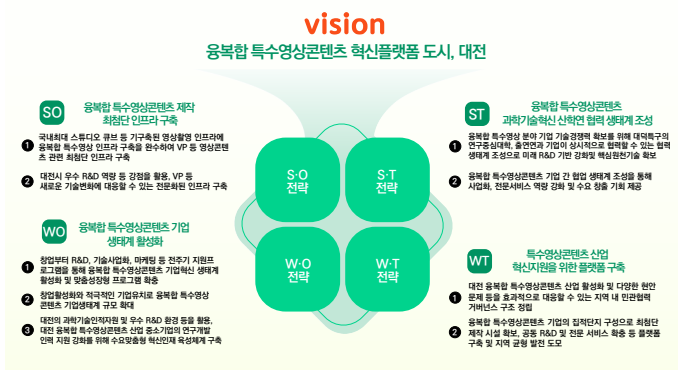 vision
융복합 특수영상콘텐츠 혁신플랫폼 도시, 대전
SO
융복합 특수영상콘텐츠 제작
최첨단 인프라 구축
1 국내최대 스튜디오 큐브 등 기구축된 영상촬영 인프라에
융복합 특수영상 인프라 구축을 완수하여 VP 등 영상콘텐
츠 관련 최첨단 인프라 구축
2 대전시 우수 R&D 역량 등 강점을 활용, VP 등
새로운 기술변화에 대응할 수 있는 전문화된 인프라 구축
WO
융복합 특수영상콘텐츠 기업
생태계 활성화
1 창업부터 R&D, 기술사업화, 마케팅 등 전주기 지원프
로그램을 통해 융복합 특수영상콘텐츠 기업혁신 생태계
활성화 및 맞춤성장형 프로그램 확충
2 창업활성화와 적극적인 기업유치로 융복합 특수영상
콘텐츠 기업생태계 규모 확대
3 대전의 과학기술인적자원 및 우수 R&D 환경 등을 활용,
대전 융복합 특수영상콘텐츠 산업 중소기업의 연구개발
인력 지원 강화를 위해 수요맞춤형 혁신인재 육성체계 구축
S·O
전략
S·T
전략
W·O
전략
W·T
전략
ST
융복합 특수영상콘텐츠
과학기술혁신 산학연 협력 생태계 조성
1 융복합 특수영상 분야 기업 기술경쟁력 확보를 위해 대덕특구의
연구중심대학, 출연연과 기업이 상시적으로 협력할 수 있는 협력
생태계 조성으로 미래 R&D 기반 강화및 핵심원천기술 확보
2 융복합 특수영상콘텐츠 기업 간 협업 생태계 조성을 통해
사업화, 전문서비스 역량 강화 및 수요 창출 기회 제공
WT
특수영상콘텐츠 산업
혁신지원을 위한 플랫폼 구축
1 대전 융복합 특수영상콘텐츠 산업 활성화 및 다양한 현안
문제 등을 효과적으로 대응할 수 있는 지역 내 민관협력
거버넌스 구조 정립
2 융복합 특수영상콘텐츠 기업의 집적단지 구성으로 최첨단
제작 시설 확보, 공동 R&D 및 전문 서비스 확충 등 플랫폼
구축 및 지역 균형 발전 도모